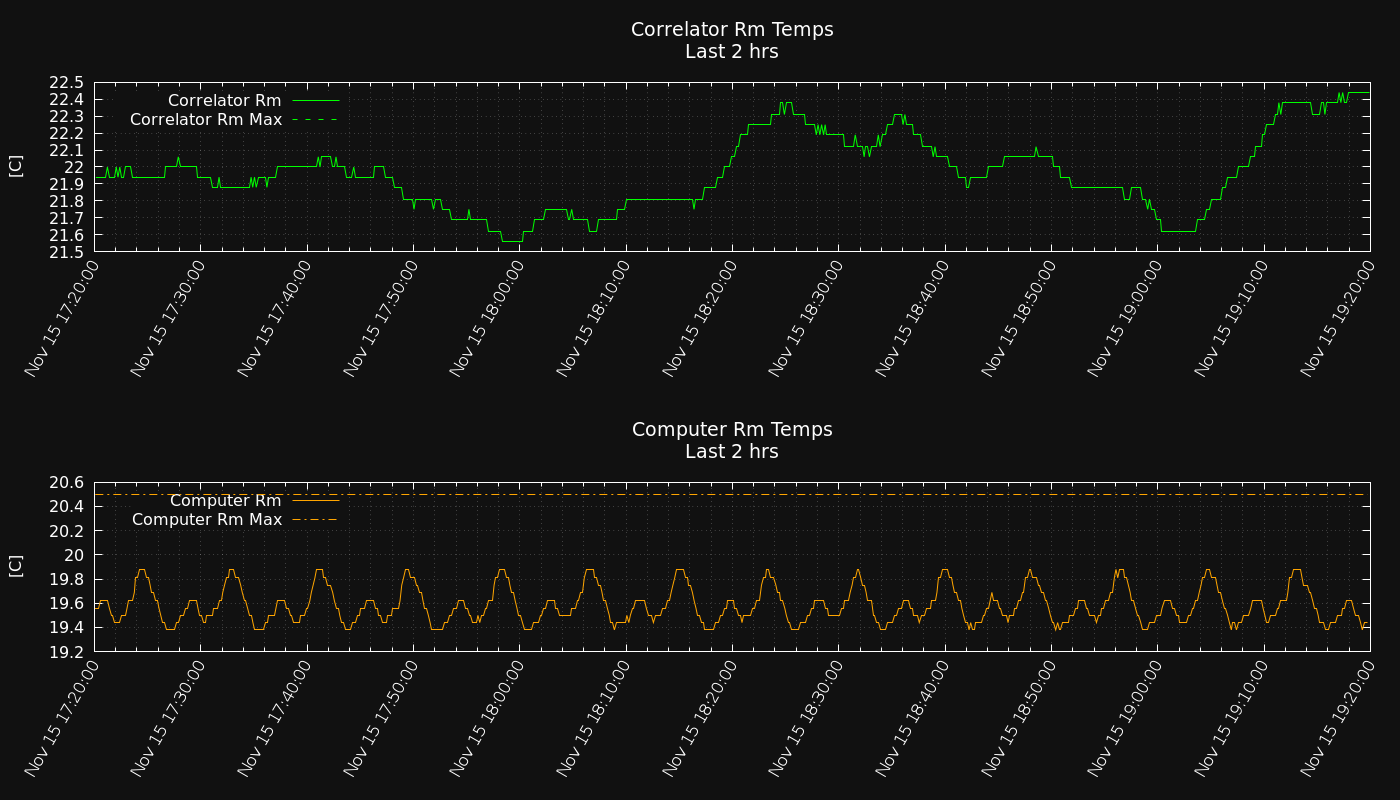 Correlator Rm Temps
Last 2 hrs
[C]
22.5
22.4
22.3
22.2
22.1
22
21.9
21.8
21.7
21.6
21.5
Correlator Rm
Correlator Rm Max
Nov 15 17:20:00
Nov 15 17:30:00
Nov 15 17:40:00
Nov 15 17:50:00
Nov 15 18:00:00
Nov 15 18:10:00
Nov 15 18:20:00
Nov 15 18:30:00
Nov 15 18:40:00
Nov 15 18:50:00
Nov 15 19:00:00
Nov 15 19:10:00
Nov 15 19:20:00
Computer Rm Temps
Last 2 hrs
[C]
20.6
20.4
20.2
20
19.8
19.6
19.4
19.2
Computer Rm
Computer Rm Max
Nov 15 17:20:00
Nov 15 17:30:00
Nov 15 17:40:00
Nov 15 17:50:00
Nov 15 18:00:00
Nov 15 18:10:00
Nov 15 18:20:00
Nov 15 18:30:00
Nov 15 18:40:00
Nov 15 18:50:00
Nov 15 19:00:00
Nov 15 19:10:00
Nov 15 19:20:00